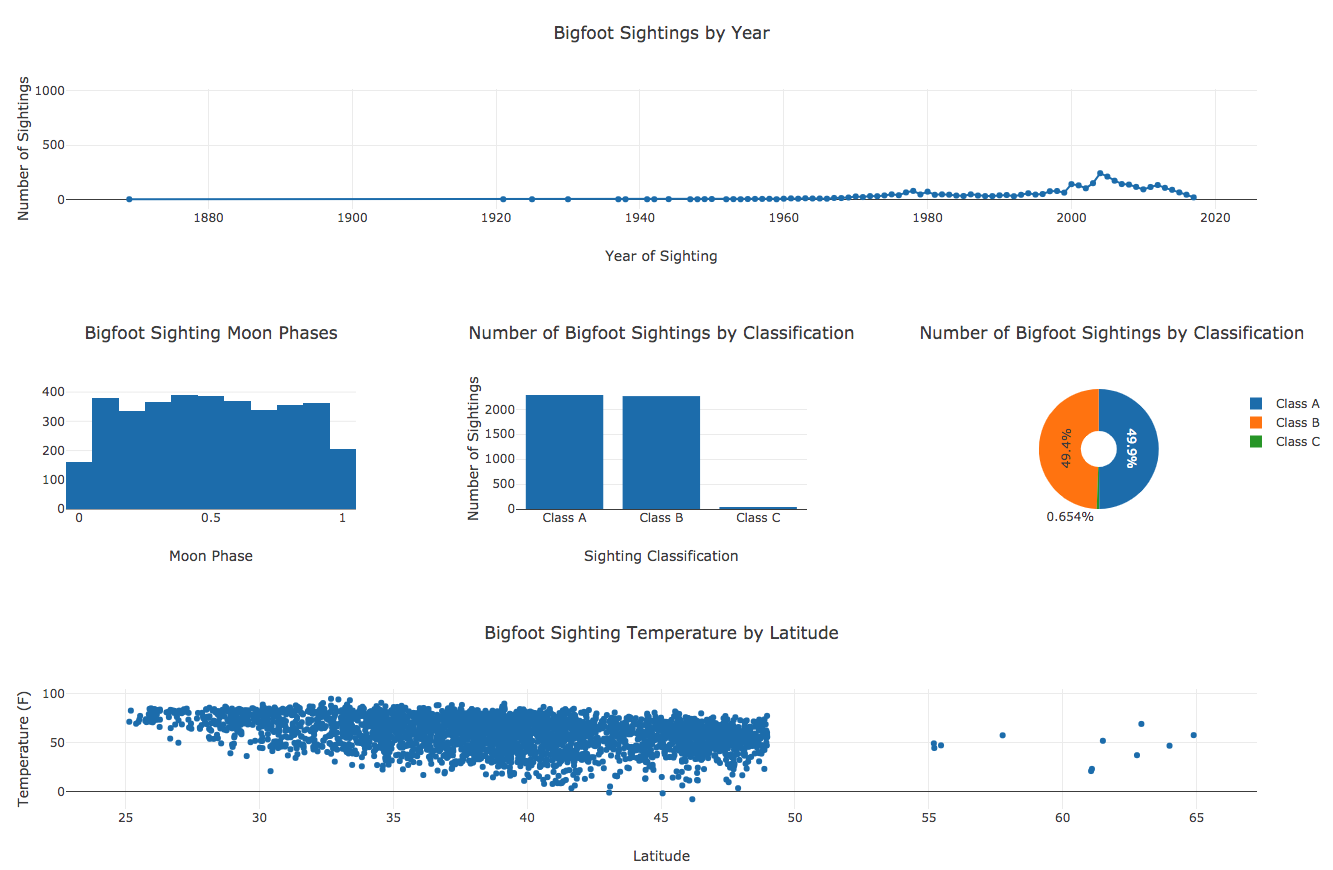 Bigfoot Sightings by Year
Number of Sightings
1000
500
0
1880 1900 1920 1940 1960 1980 2000 2020
Year of Sighting
Bigfoot Sighting Moon Phases
400
300
200
100
0
0 0.5 1
Moon Phase
Number of Bigfoot Sightings by Classification
Number of Sightings
2000
1500
1000
500
0
Class A Class B Class C
Sighting Classification
Number of Bigfoot Sightings by Classification
49.4%
49.9%
0.654%
Class A
Class B
Class C
Bigfoot Sighting Temperature by Latitude
Temperature (F)
100
50
0
25 30 35 40 45 50 55 60 65
Latitude